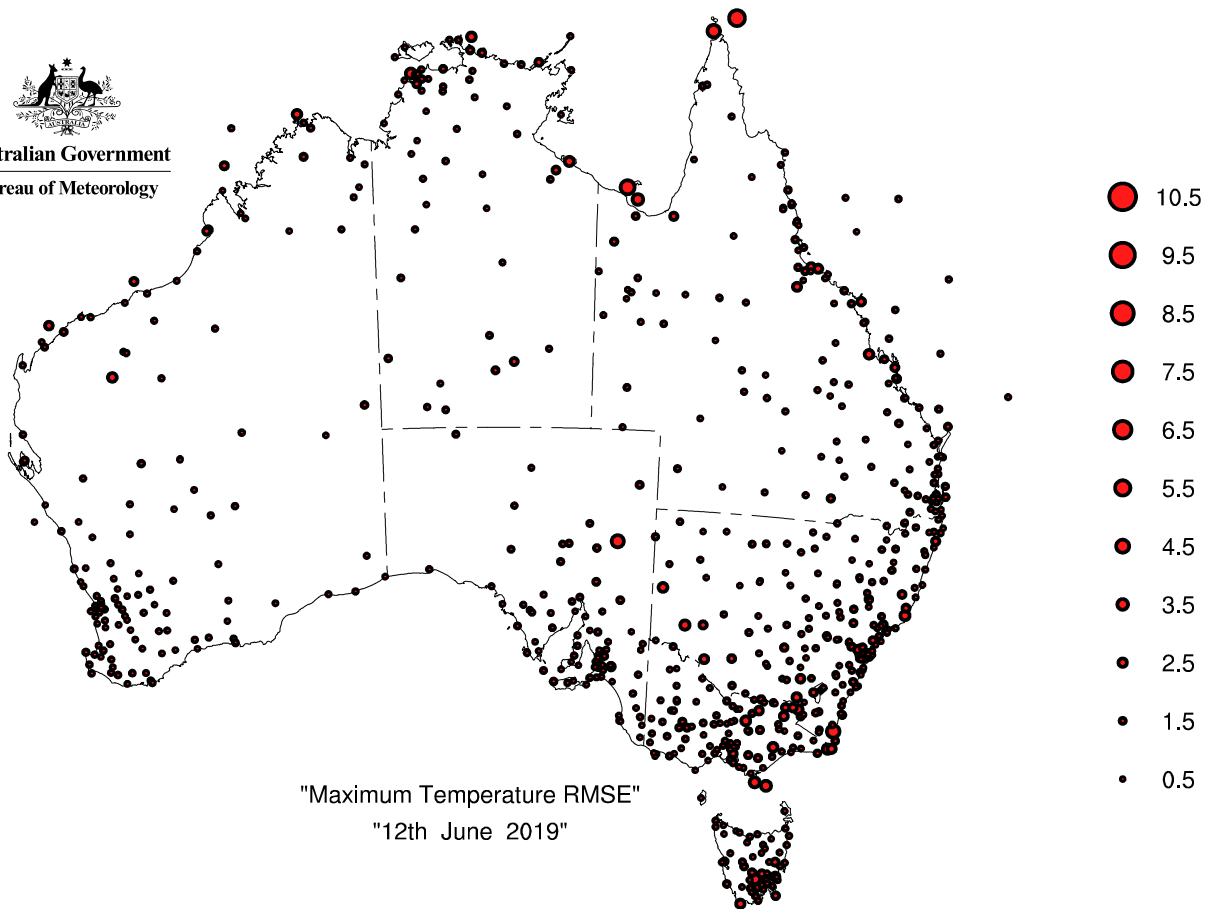 AUSTRALIA
tralian Government
reau of Meteorology
10.5
9.5
8.5
7.5
6.5
5.5
4.5
3.5
2.5
1.5
0.5
"Maximum Temperature RMSE"
"12th June 2019"